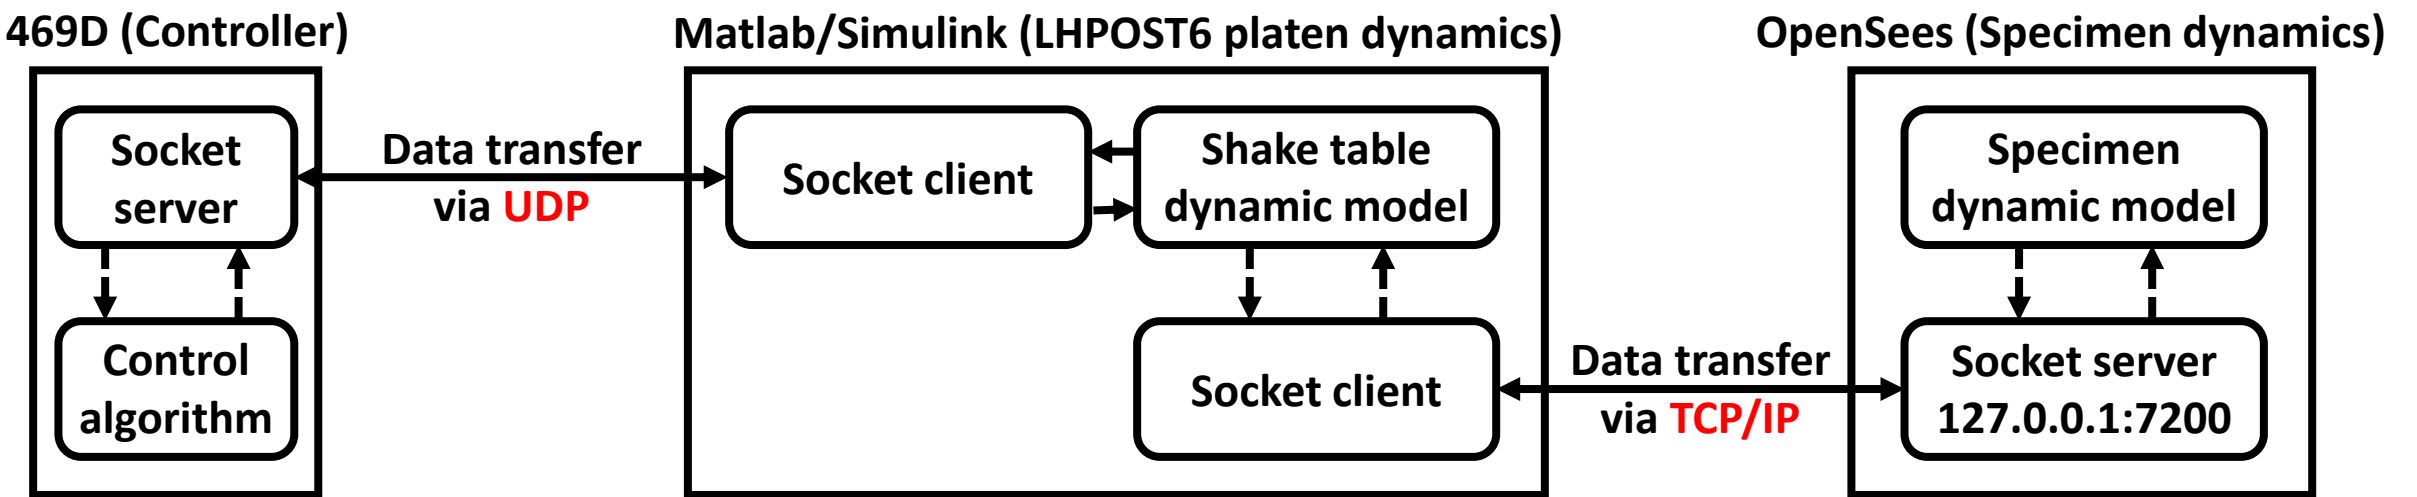 469D (Controller)
Matlab/Simulink (LHPOST6 platen dynamics)
OpenSees (Specimen dynamics)
Socket
server
Control
algorithm
Data transfer
via UDP
Socket client
Shake table
dynamic model
Socket client
Data transfer
via TCP/IP
Specimen
dynamic model
Socket server
127.0.0.1:7200